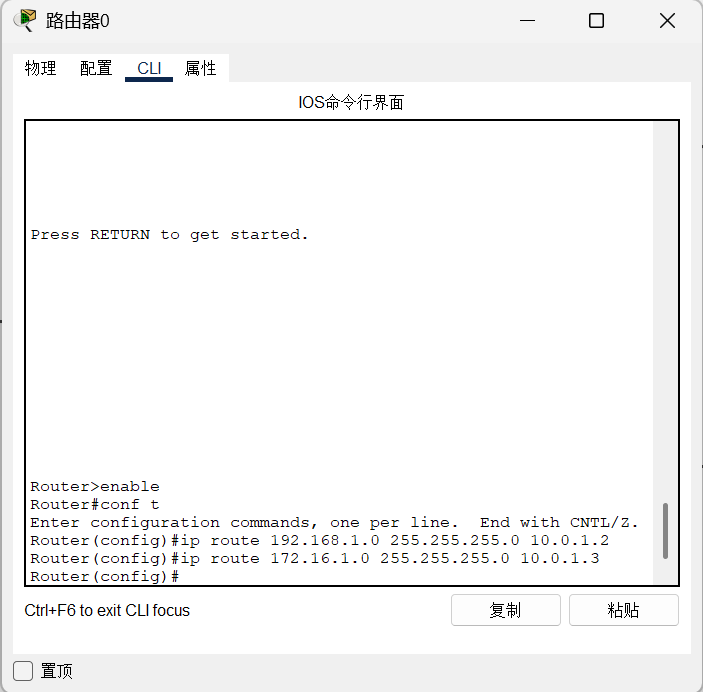 路由器0
物理 配置 CLI 属性
IOS命令行界面
Press RETURN to get started.
Router>enable
Router#conf t
Enter configuration commands, one per line.  End with CNTL/Z.
Router(config)#ip route 192.168.1.0 255.255.255.0 10.0.1.2
Router(config)#ip route 172.16.1.0 255.255.255.0 10.0.1.3
Router(config)#
Ctrl+F6 to exit CLI focus
复制 粘贴
置顶